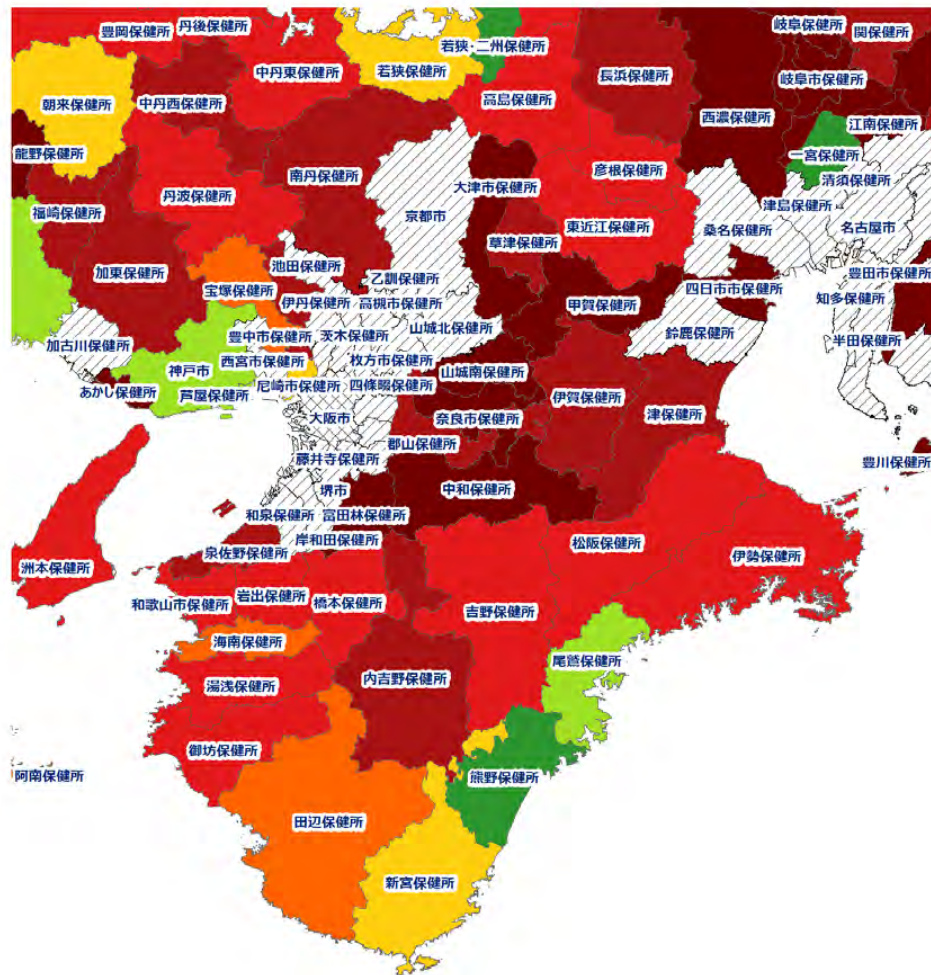 丹後保健所
豊岡保健所
岐阜保健所
関保健所
若狭・二州保健所
中丹東保健所
若狭保健所
長浜保健所
岐阜市保健所
朝来保健所
中丹西保健所
高島保健所
西濃保健所
江南保健所
龍野保健所
一宮保健所
南丹保健所
大津市保健所
彦根保健所
清須保健所
丹波保健所
津島保健所
福崎保健所
京都市
東近江保健所
桑名保健所
名古屋市
草津保健所
加東保健所
池田保健所
乙訓保健所
豊田市保健所
宝塚保健所
四日市市保健所
伊丹保健所
高槻市保健所
甲賀保健所
知多保健所
豊中市保健所
茨木保健所
山城北保健所
鈴鹿保健所
半田保健所
加古川保健所
西宮市保健所
枚方市保健所
神戸市
山城南保健所
あかし保健所
芦屋保健所
尼崎市保健所
四條畷保健所
伊賀保健所
大阪市
奈良市保健所
津保健所
郡山保健所
藤井寺保健所
豊川保健所
堺市
中和保健所
和泉保健所
富田林保健所
岸和田保健所
松阪保健所
泉佐野保健所
伊勢保健所
洲本保健所
岩出保健所
和歌山市保健所
橋本保健所
吉野保健所
海南保健所
尾鷲保健所
湯浅保健所
内吉野保健所
御坊保健所
阿南保健所
熊野保健所
田辺保健所
新宮保健所